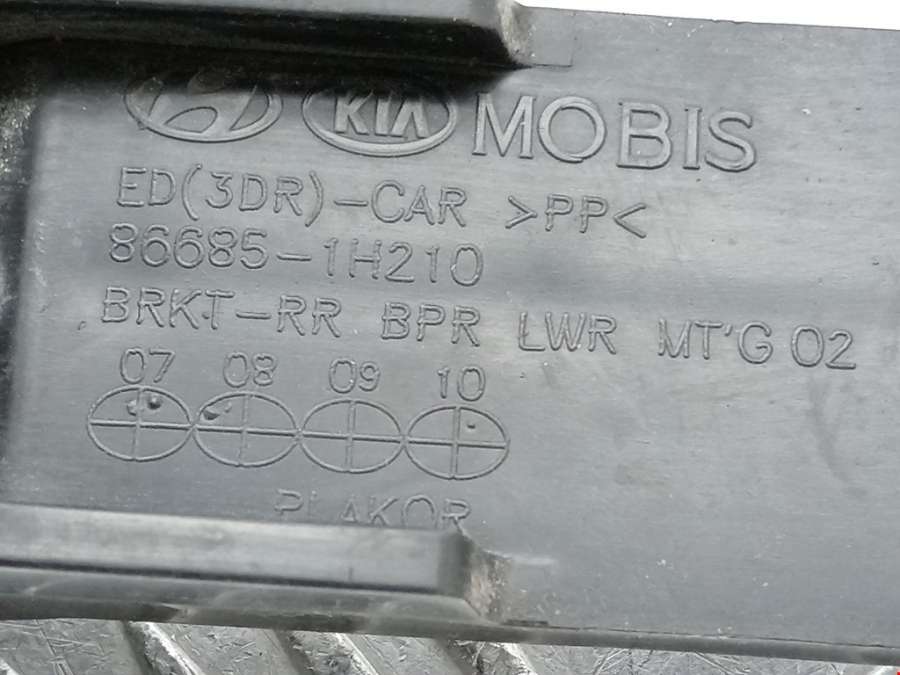 KIA MOBIS
ED(3DR)-CAR >PP<
86685-1H210
BRKT-RR BPR LWR MT'G 02
07 08 09 10
PLAKOR